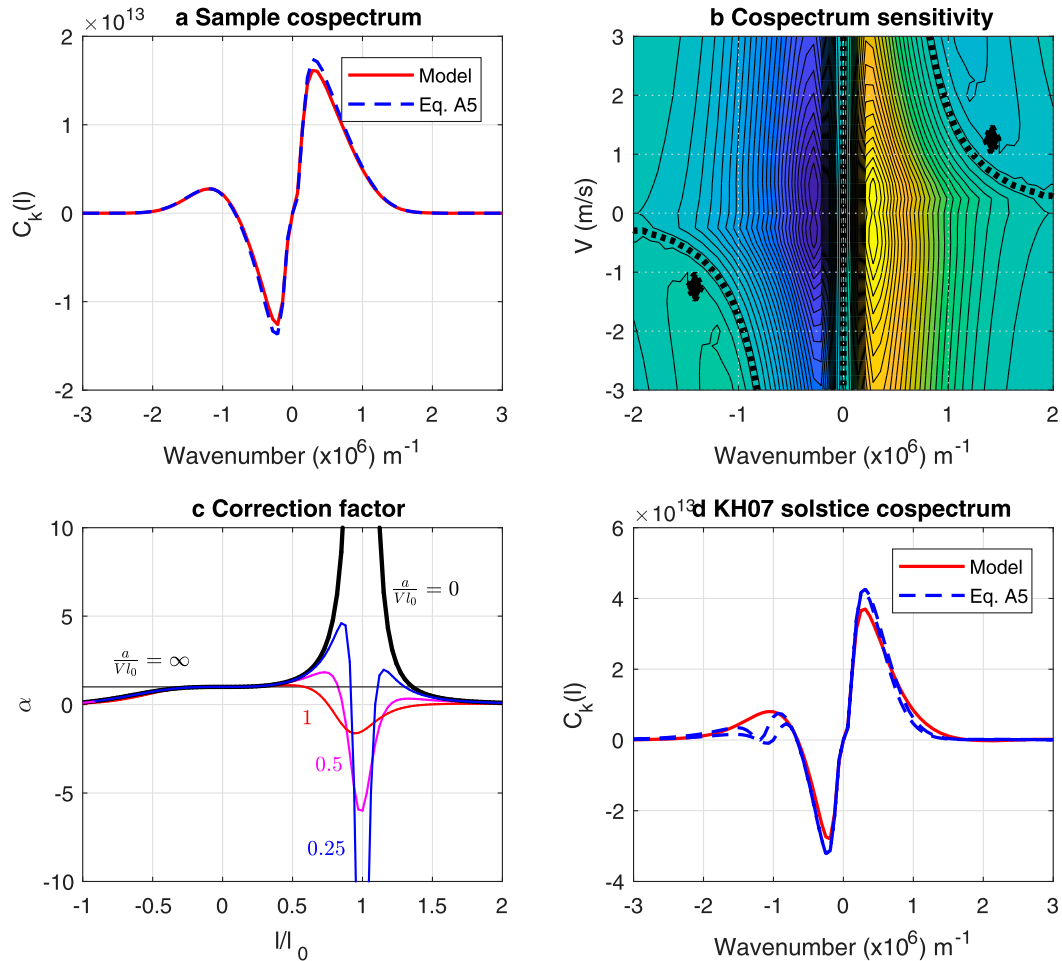 a Sample cospectrum
×10^13
2
1
0
-1
-2
C_k(l)
Model
Eq. A5
-3 -2 -1 0 1 2 3
Wavenumber (x10^6) m^-1
b Cospectrum sensitivity
3
2
1
0
-1
-2
-3
V (m/s)
-2 -1 0 1 2
Wavenumber (x10^6) m^-1
c Correction factor
10
5
0
-5
-10
α
a/(Vl_0) = 0
a/(Vl_0) = ∞
1
0.5
0.25
-1 -0.5 0 0.5 1 1.5 2
l/l_0
d KH07 solstice cospectrum
×10^13
6
4
2
0
-2
-4
C_k(l)
Model
Eq. A5
-3 -2 -1 0 1 2 3
Wavenumber (x10^6) m^-1